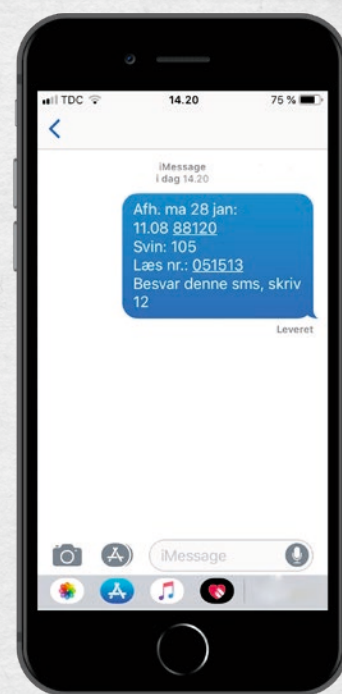 TDC 14.20 75 %
iMessage
i dag 14.20
Afh. ma 28 jan:
11.08 88120
Svin: 105
Læs nr.: 051513
Besvar denne sms, skriv
12
Leveret
iMessage